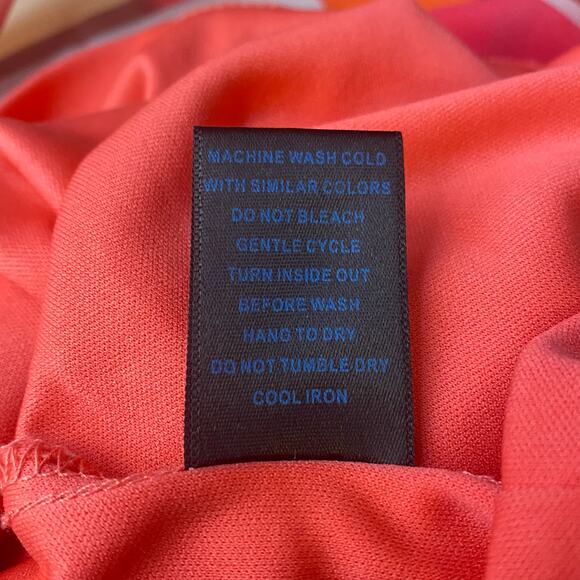 MACHINE WASH COLD
WITH SIMILAR COLORS
DO NOT BLEACH
GENTLE CYCLE
TURN INSIDE OUT
BEFORE WASH
HANG TO DRY
DO NOT TUMBLE DRY
COOL IRON